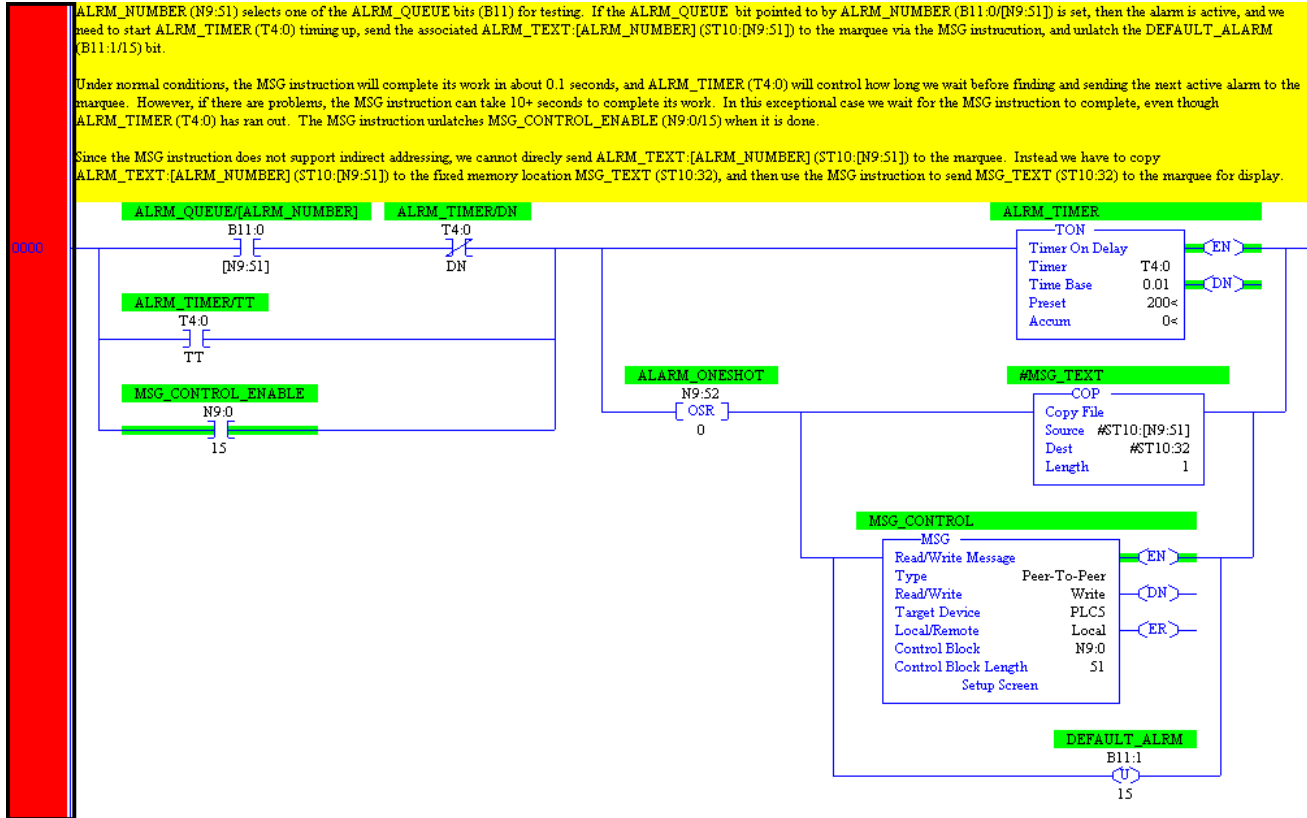 ALRM_NUMBER (N9:51) selects one of the ALRM_QUEUE bits (B11) for testing. If the ALRM_QUEUE bit pointed to by ALRM_NUMBER (B11:0/[N9:51]) is set, then the alarm is active, and we
need to start ALRM_TIMER (T4:0) timing up, send the associated ALRM_TEXT:[ALRM_NUMBER] (ST10:[N9:51]) to the marquee via the MSG instrucution, and unlatch the DEFAULT_ALARM
(B11:1/15) bit.
Under normal conditions, the MSG instruction will complete its work in about 0.1 seconds, and ALRM_TIMER (T4:0) will control how long we wait before finding and sending the next active alarm to the
marquee. However, if there are problems, the MSG instruction can take 10+ seconds to complete its work. In this exceptional case we wait for the MSG instruction to complete, even though
ALRM_TIMER (T4:0) has ran out. The MSG instruction unlatches MSG_CONTROL_ENABLE (N9:0/15) when it is done.
Since the MSG instruction does not support indirect addressing, we cannot direcly send ALRM_TEXT:[ALRM_NUMBER] (ST10:[N9:51]) to the marquee. Instead we have to copy
ALRM_TEXT:[ALRM_NUMBER] (ST10:[N9:51]) to the fixed memory location MSG_TEXT (ST10:32), and then use the MSG instruction to send MSG_TEXT (ST10:32) to the marquee for display.
0000
ALRM_QUEUE/[ALRM_NUMBER]
B11:0
[N9:51]
ALRM_TIMER/DN
T4:0
DN
ALRM_TIMER/TT
T4:0
TT
MSG_CONTROL_ENABLE
N9:0
15
ALRM_TIMER
TON
Timer On Delay
Timer T4:0
Time Base 0.01
Preset 200<
Accum 0<
EN
DN
ALARM_ONESHOT
N9:52
OSR
0
#MSG_TEXT
COP
Copy File
Source #ST10:[N9:51]
Dest #ST10:32
Length 1
MSG_CONTROL
MSG
Read/Write Message
Type Peer-To-Peer
Read/Write Write
Target Device PLC5
Local/Remote Local
Control Block N9:0
Control Block Length 51
Setup Screen
EN
DN
ER
DEFAULT_ALRM
B11:1
U
15